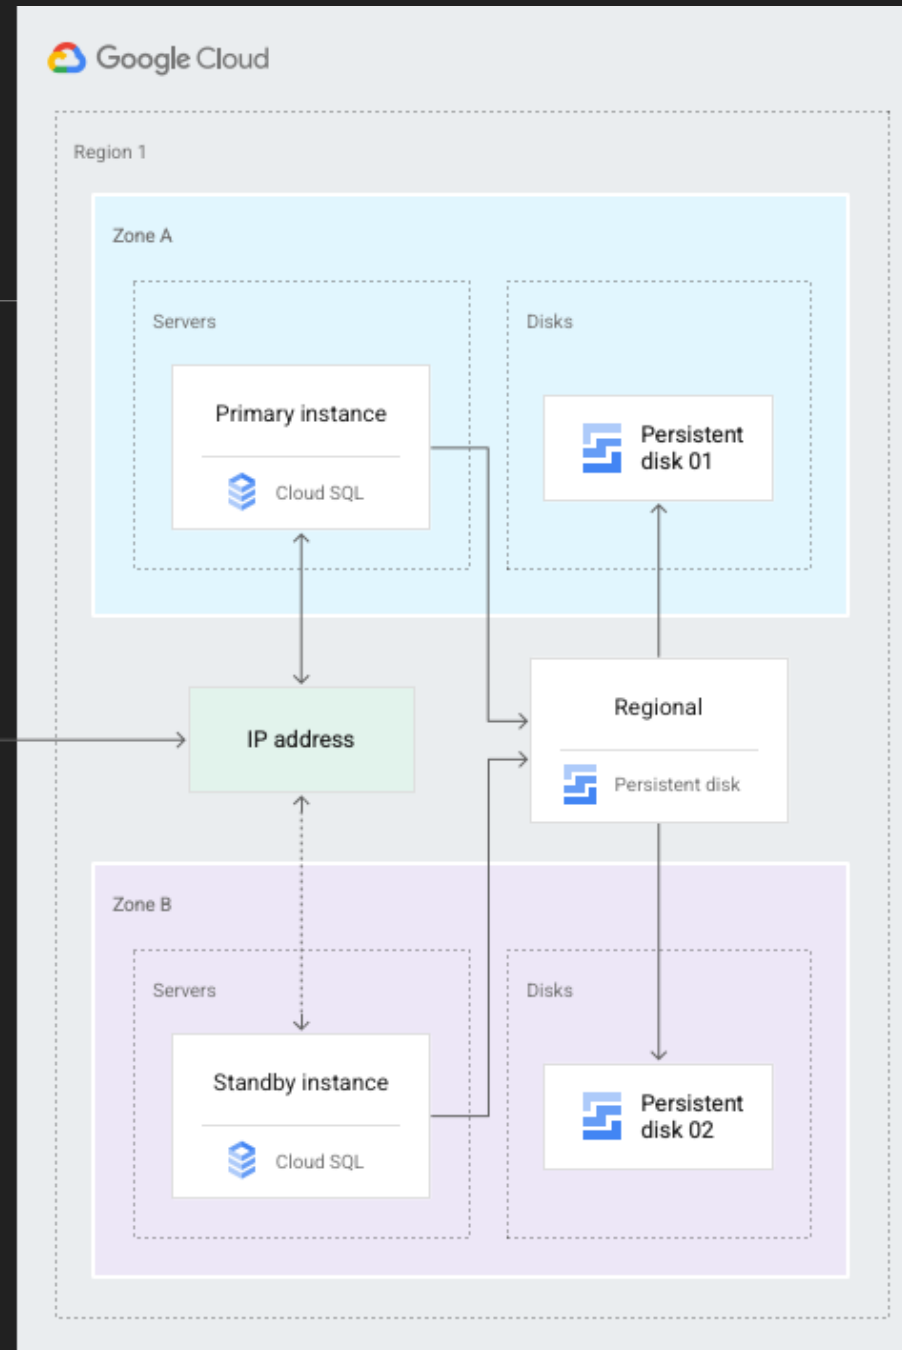 Google Cloud
Region 1
Zone A
Servers
Disks
Primary instance
Cloud SQL
Persistent
disk 01
IP address
Regional
Persistent disk
Zone B
Servers
Disks
Standby instance
Cloud SQL
Persistent
disk 02